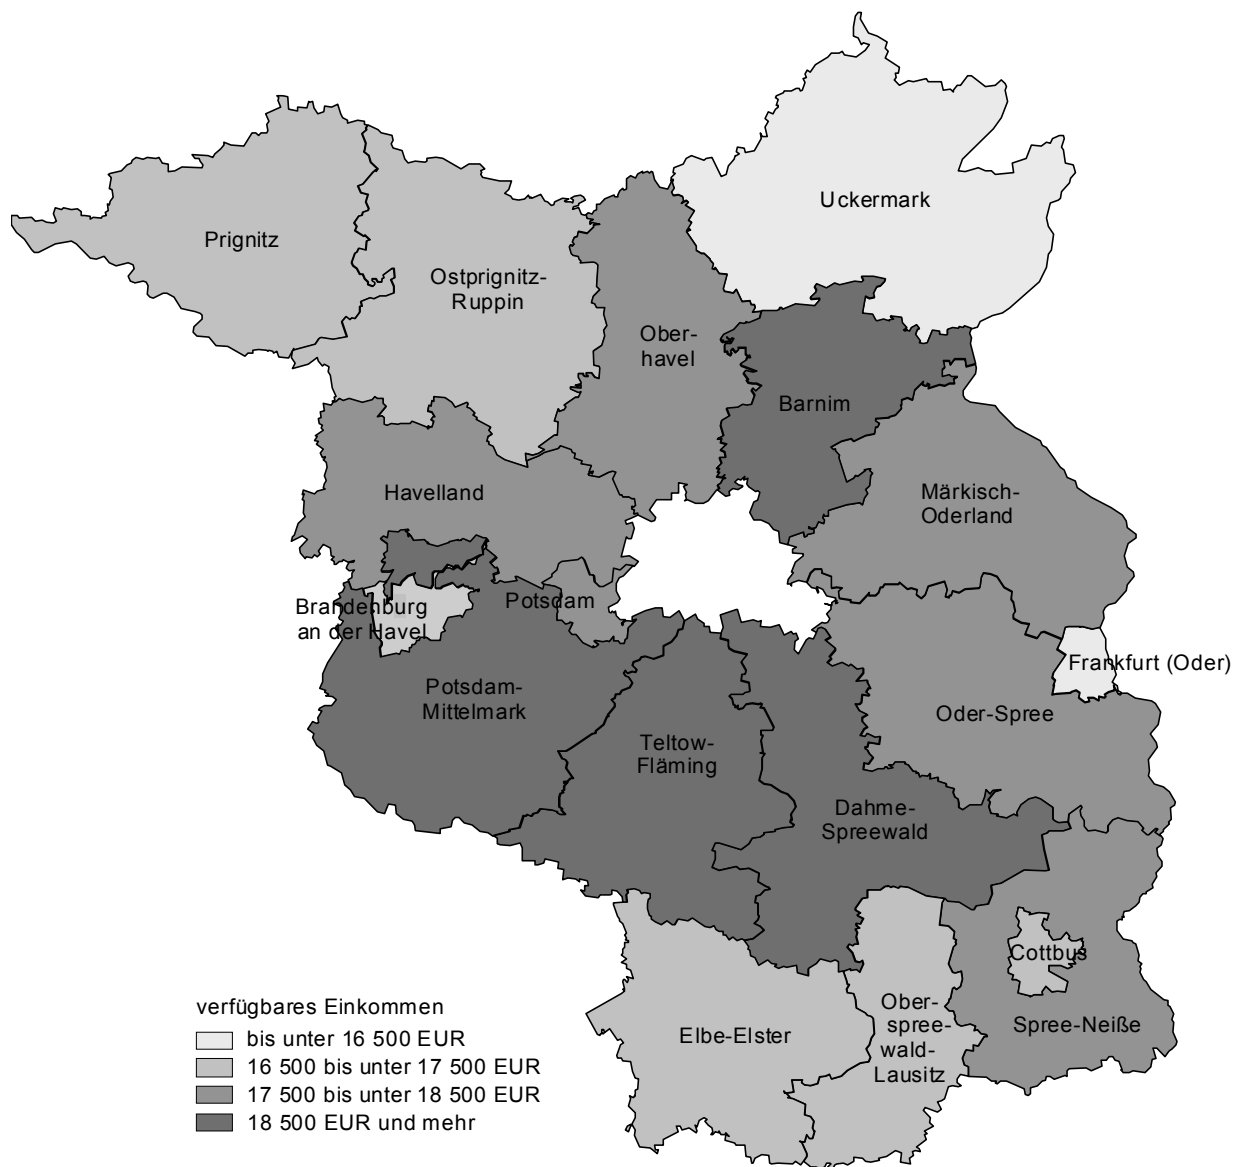 Uckermark
Prignitz
Ostprignitz-
Ruppin
Ober-
havel
Barnim
Havelland
Märkisch-
Oderland
Brandenburg
an der Havel
Potsdam
Frankfurt (Oder)
Potsdam-
Mittelmark
Oder-Spree
Teltow-
Fläming
Dahme-
Spreewald
Cottbus
Ober-
spree-
wald-
Lausitz
Elbe-Elster
Spree-Neiße
verfügbares Einkommen
bis unter 16 500 EUR
16 500 bis unter 17 500 EUR
17 500 bis unter 18 500 EUR
18 500 EUR und mehr